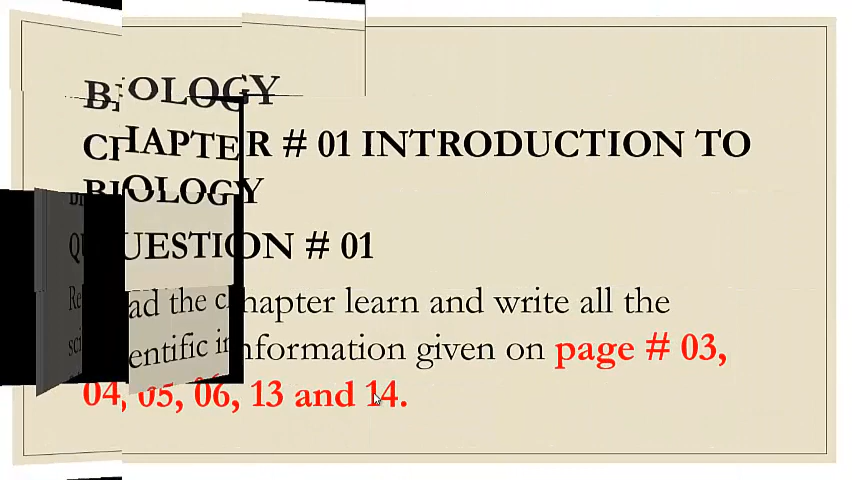 BIOLOGY
CHAPTER # 01 INTRODUCTION TO
BIOLOGY
QUESTION # 01
Read the chapter learn and write all the
scientific information given on page # 03,
04, 05, 06, 13 and 14.